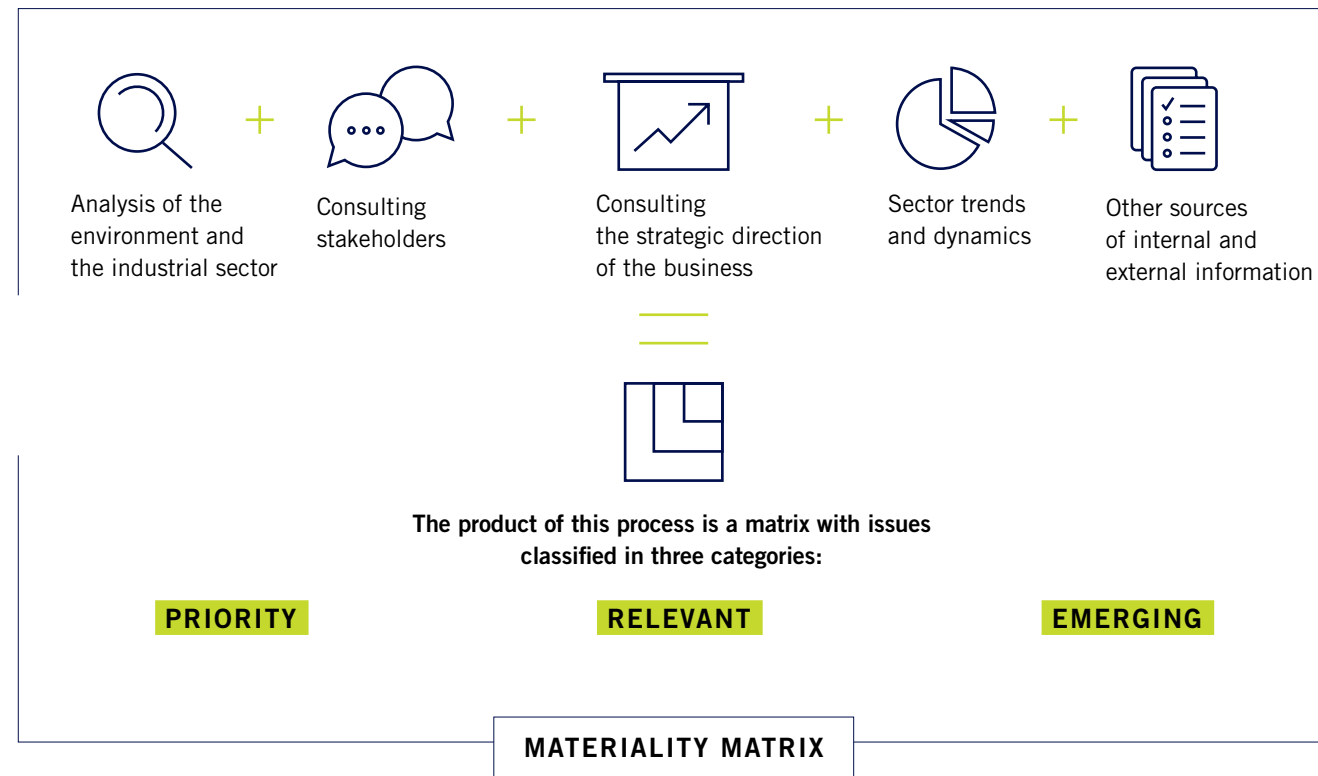 Analysis of the
environment and
the industrial sector
Consulting
stakeholders
Consulting
the strategic direction
of the business
Sector trends
and dynamics
Other sources
of internal and
external information
The product of this process is a matrix with issues
classified in three categories:
PRIORITY
RELEVANT
EMERGING
MATERIALITY MATRIX